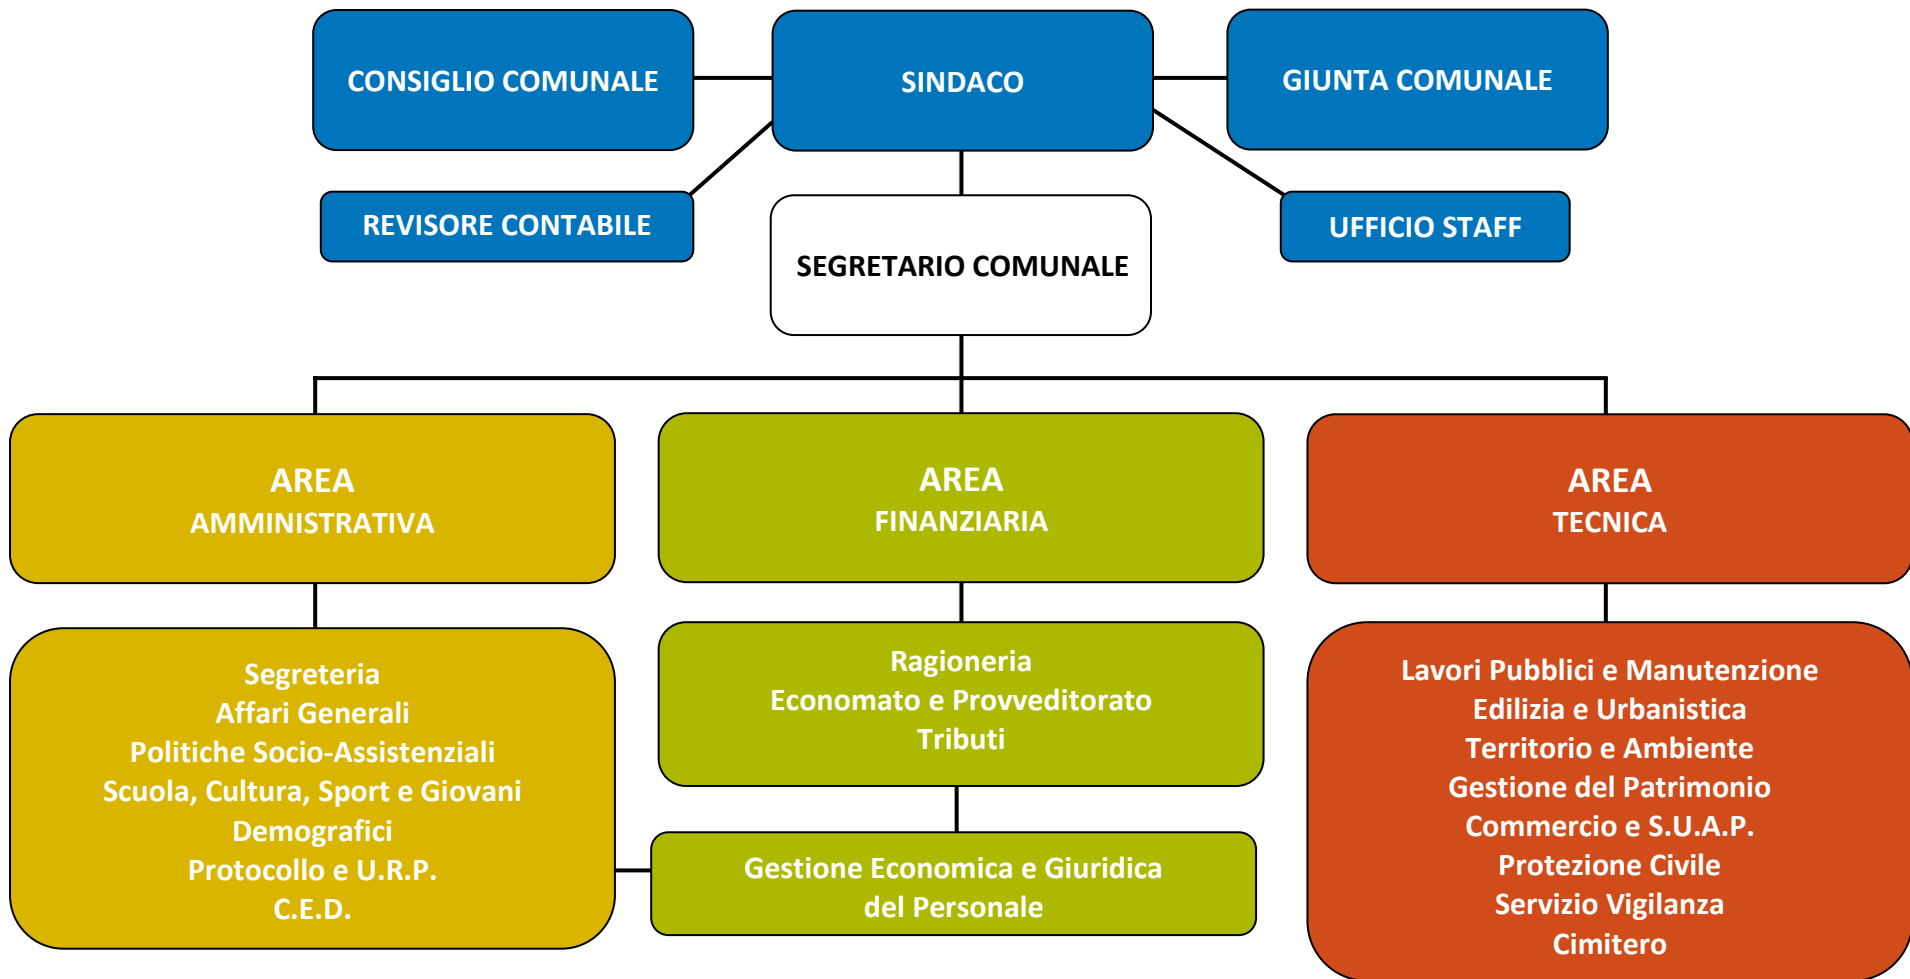 CONSIGLIO COMUNALE
SINDACO
GIUNTA COMUNALE
REVISORE CONTABILE
UFFICIO STAFF
SEGRETARIO COMUNALE
AREA
AMMINISTRATIVA
AREA
FINANZIARIA
AREA
TECNICA
Segreteria
Affari Generali
Politiche Socio-Assistenziali
Scuola, Cultura, Sport e Giovani
Demografici
Protocollo e U.R.P.
C.E.D.
Ragioneria
Economato e Provveditorato
Tributi
Gestione Economica e Giuridica
del Personale
Lavori Pubblici e Manutenzione
Edilizia e Urbanistica
Territorio e Ambiente
Gestione del Patrimonio
Commercio e S.U.A.P.
Protezione Civile
Servizio Vigilanza
Cimitero